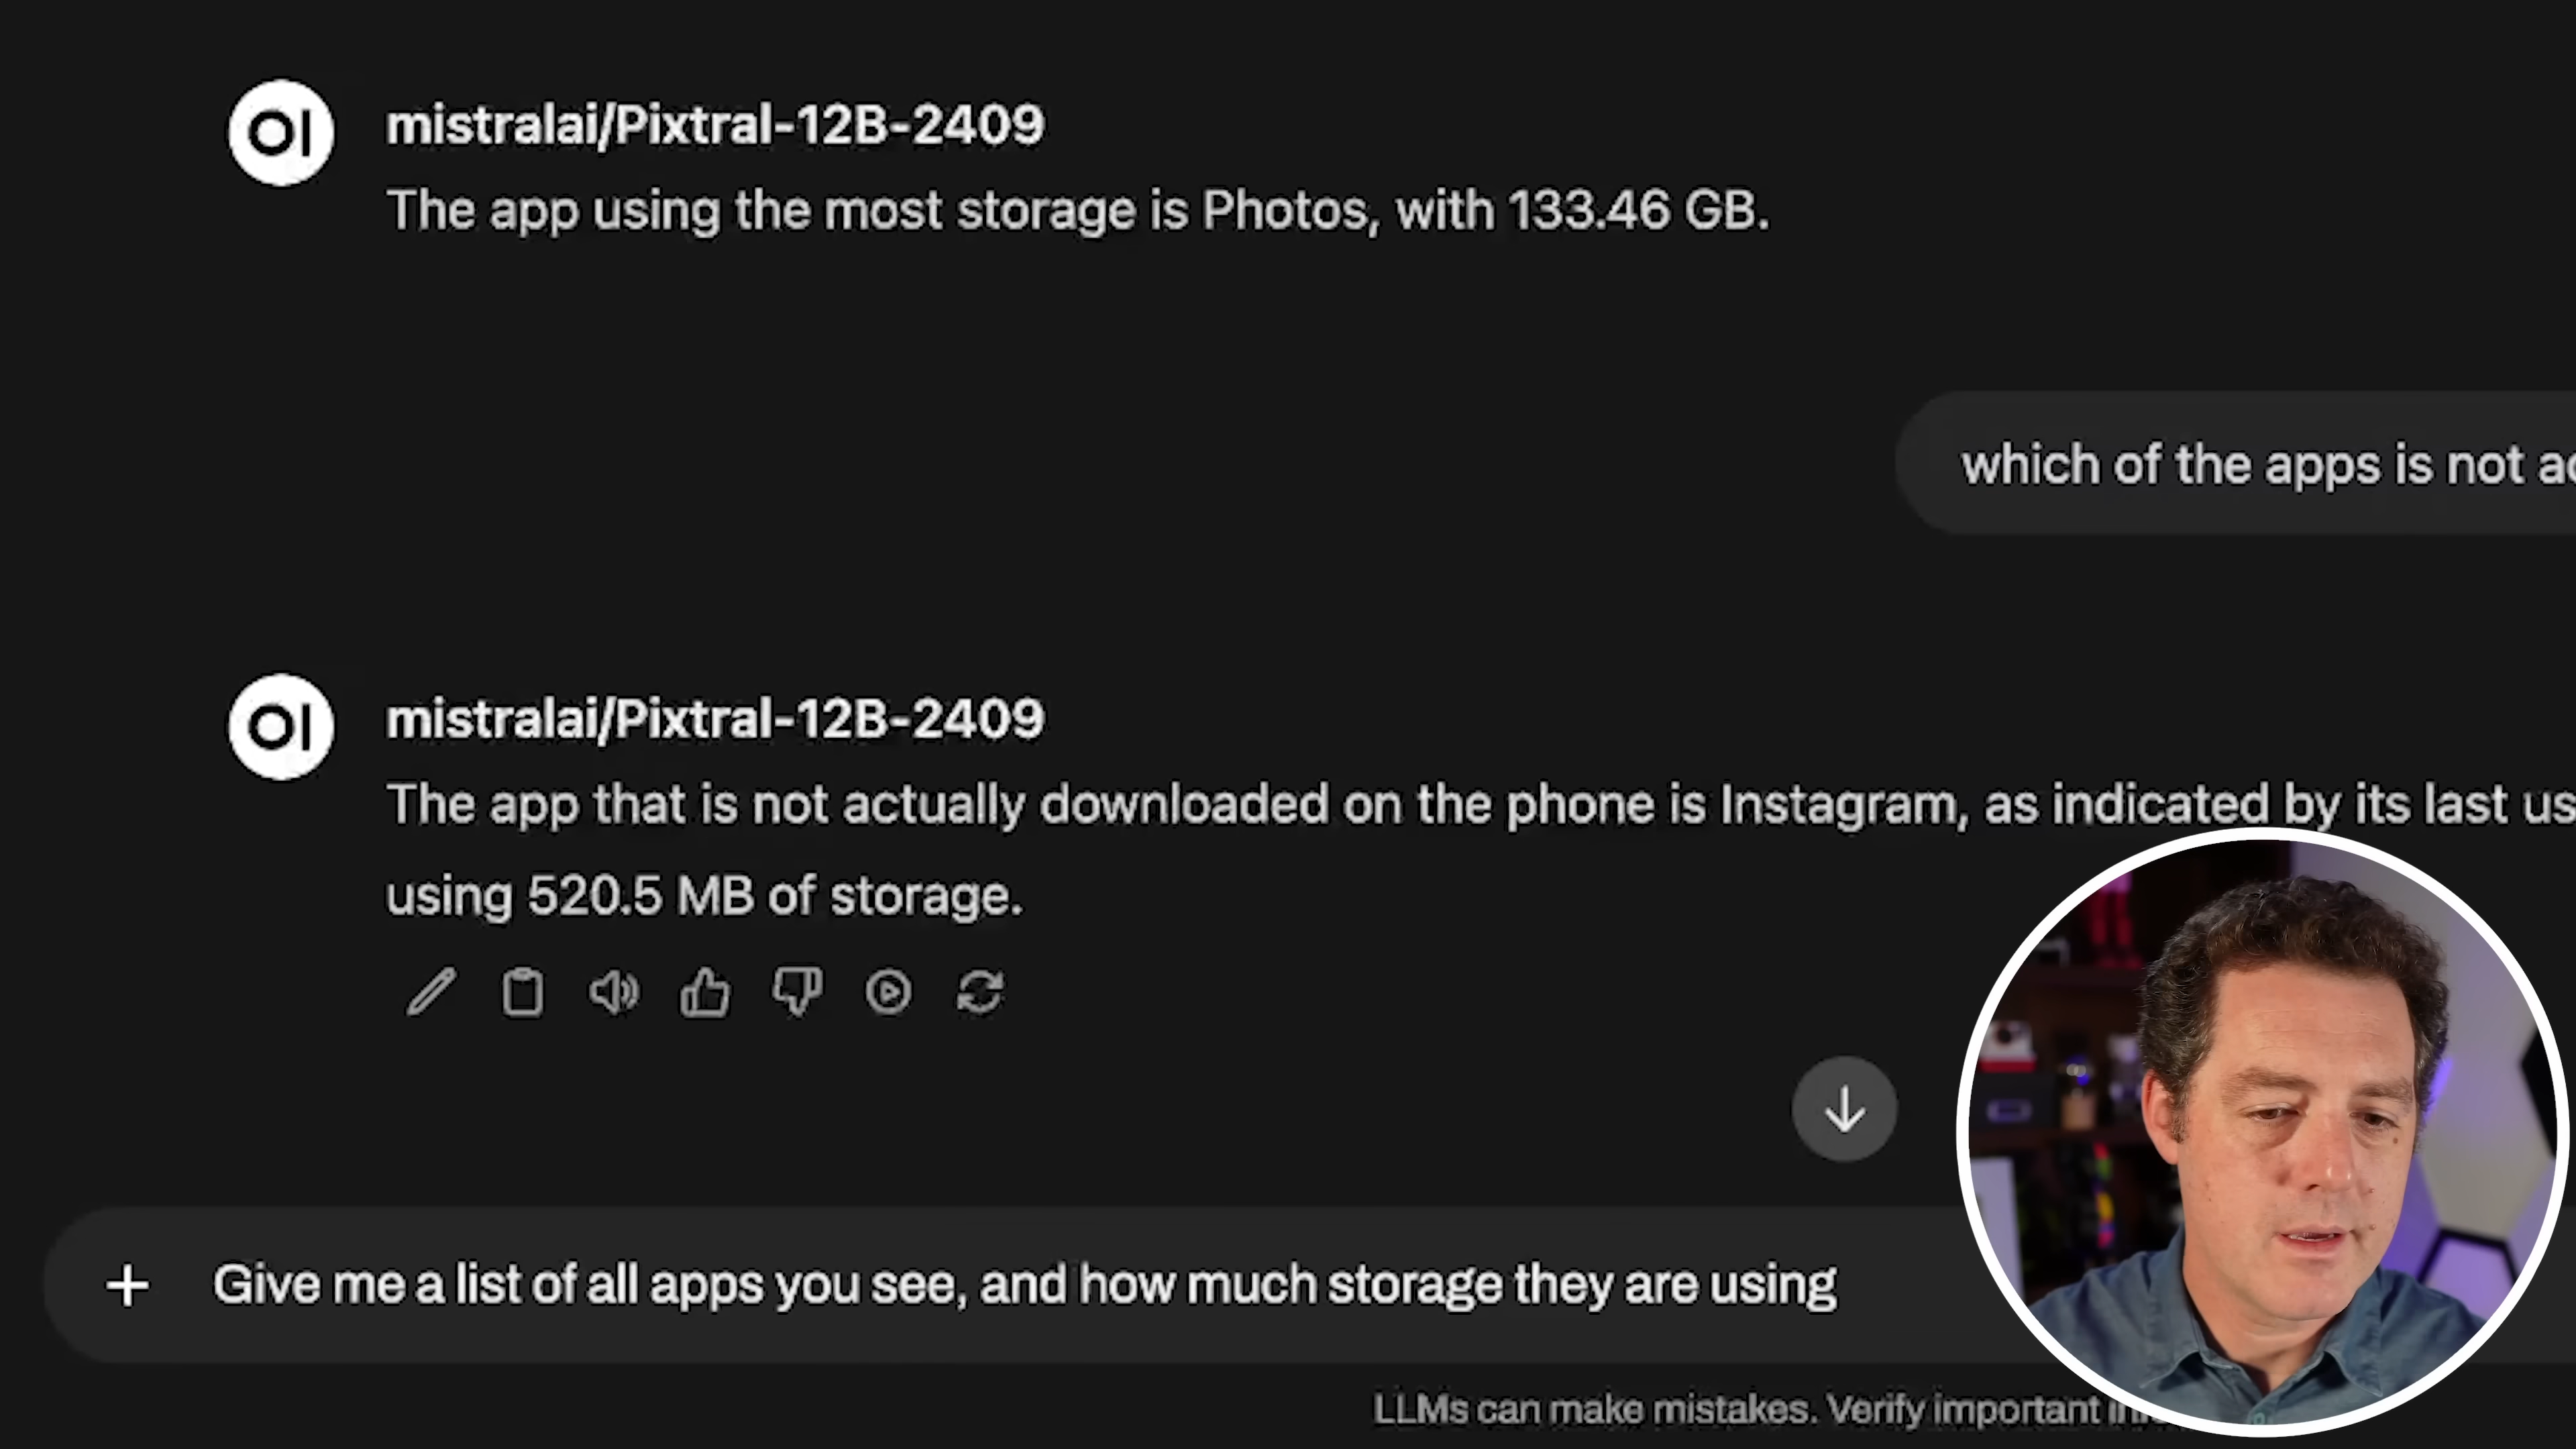 mistralai/Pixtral-12B-2409
The app using the most storage is Photos, with 133.46 GB.
which of the apps is not
mistralai/Pixtral-12B-2409
The app that is not actually downloaded on the phone is Instagram, as indicated by its last
using 520.5 MB of storage.
Give me a list of all apps you see, and how much storage they are using
LLMs can make mistakes. Verify important